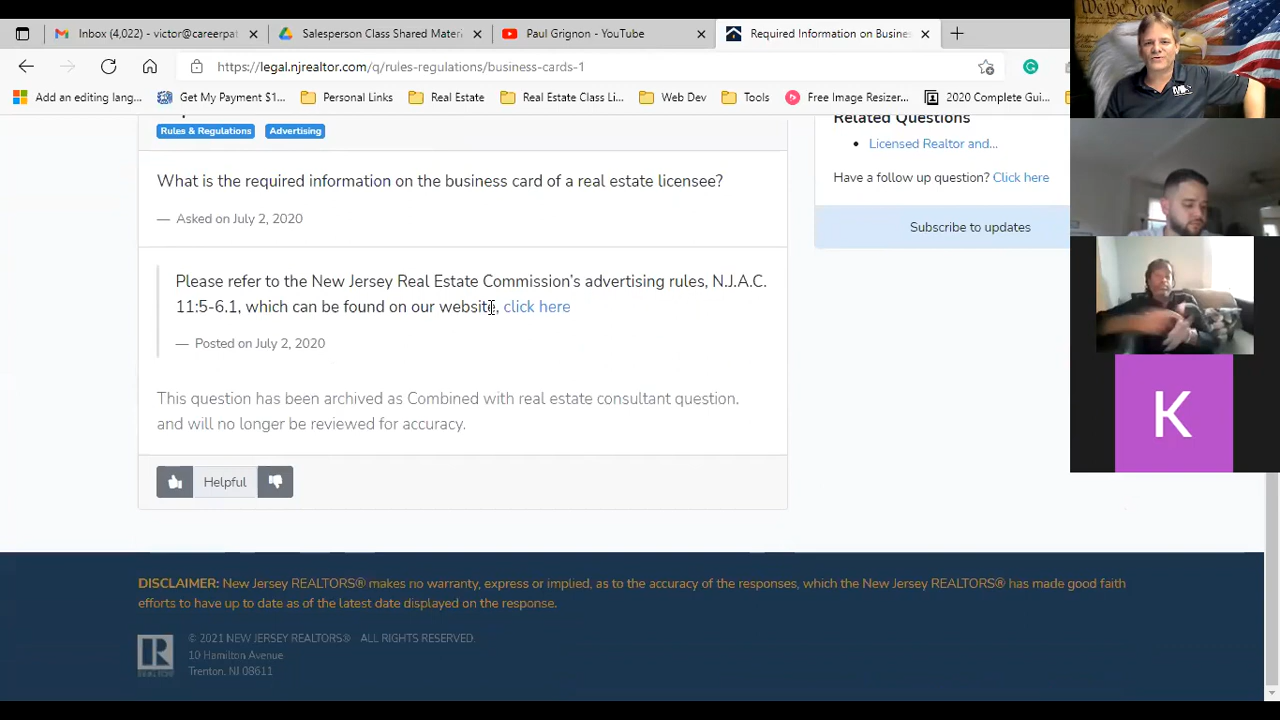 Inbox (4,022) – victor@careerpa
Salesperson Class Shared Mater
Paul Grignon - YouTube
Required Information on Busines
https://legal.njrealtor.com/q/rules-regulations/business-cards-1
Add an editing lang...
Get My Payment $1...
Personal Links
Real Estate
Real Estate Class Li...
Web Dev
Tools
Free Image Resizer...
2020 Complete Guid...
We the People
Rules & Regulations
Advertising
What is the required information on the business card of a real estate licensee?
— Asked on July 2, 2020
Please refer to the New Jersey Real Estate Commission's advertising rules, N.J.A.C.
11:5-6.1, which can be found on our website, click here
— Posted on July 2, 2020
This question has been archived as Combined with real estate consultant question.
and will no longer be reviewed for accuracy.
Helpful
Related Questions
Licensed Realtor and...
Have a follow up question? Click here
Subscribe to updates
K
DISCLAIMER: New Jersey REALTORS® makes no warranty, express or implied, as to the accuracy of the responses, which the New Jersey REALTORS® has made good faith
efforts to have up to date as of the latest date displayed on the response.
© 2021 NEW JERSEY REALTORS® ALL RIGHTS RESERVED.
10 Hamilton Avenue
Trenton, NJ 08611